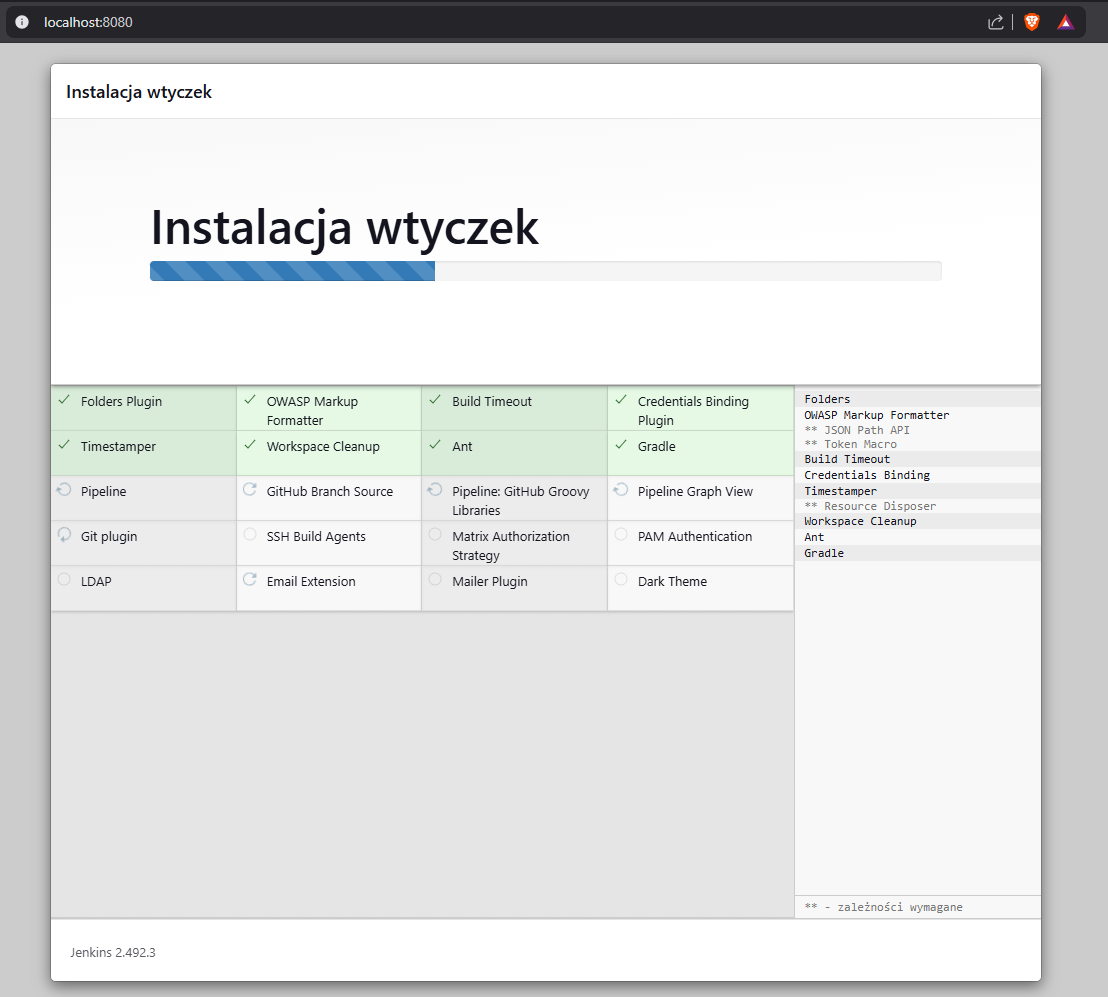 localhost:8080
Instalacja wtyczek
Instalacja wtyczek
Folders Plugin
OWASP Markup
Formatter
Build Timeout
Credentials Binding
Plugin
Timestamper
Workspace Cleanup
Ant
Gradle
Pipeline
GitHub Branch Source
Pipeline: GitHub Groovy
Libraries
Pipeline Graph View
Git plugin
SSH Build Agents
Matrix Authorization
Strategy
PAM Authentication
LDAP
Email Extension
Mailer Plugin
Dark Theme
Folders
OWASP Markup Formatter
** JSON Path API
** Token Macro
Build Timeout
Credentials Binding
Timestamper
** Resource Disposer
Workspace Cleanup
Ant
Gradle
** - zależności wymagane
Jenkins 2.492.3